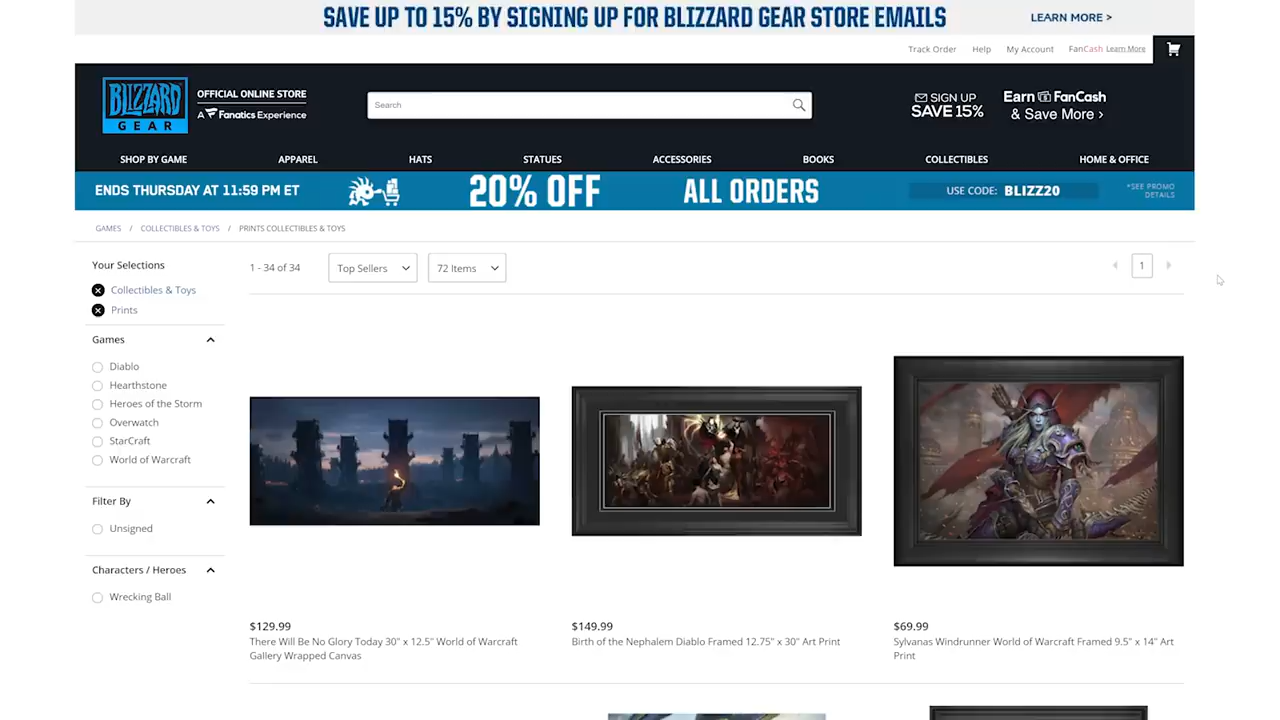 SAVE UP TO 15% BY SIGNING UP FOR BLIZZARD GEAR STORE EMAILS
LEARN MORE >
Track Order
Help
My Account
FanCash Learn More
BLIZZARD
GEAR
OFFICIAL ONLINE STORE
A Fanatics Experience
Search
SIGN UP
SAVE 15%
Earn FanCash
& Save More >
SHOP BY GAME
APPAREL
HATS
STATUES
ACCESSORIES
BOOKS
COLLECTIBLES
HOME & OFFICE
ENDS THURSDAY AT 11:59 PM ET
20% OFF
ALL ORDERS
USE CODE: BLIZZ20
*SEE PROMO
DETAILS
GAMES / COLLECTIBLES & TOYS / PRINTS COLLECTIBLES & TOYS
Your Selections
Collectibles & Toys
Prints
Games
Diablo
Hearthstone
Heroes of the Storm
Overwatch
StarCraft
World of Warcraft
Filter By
Unsigned
Characters / Heroes
Wrecking Ball
1 - 34 of 34
Top Sellers
72 Items
1
$129.99
There Will Be No Glory Today 30" x 12.5" World of Warcraft
Gallery Wrapped Canvas
$149.99
Birth of the Nephalem Diablo Framed 12.75" x 30" Art Print
$69.99
Sylvanas Windrunner World of Warcraft Framed 9.5" x 14" Art
Print